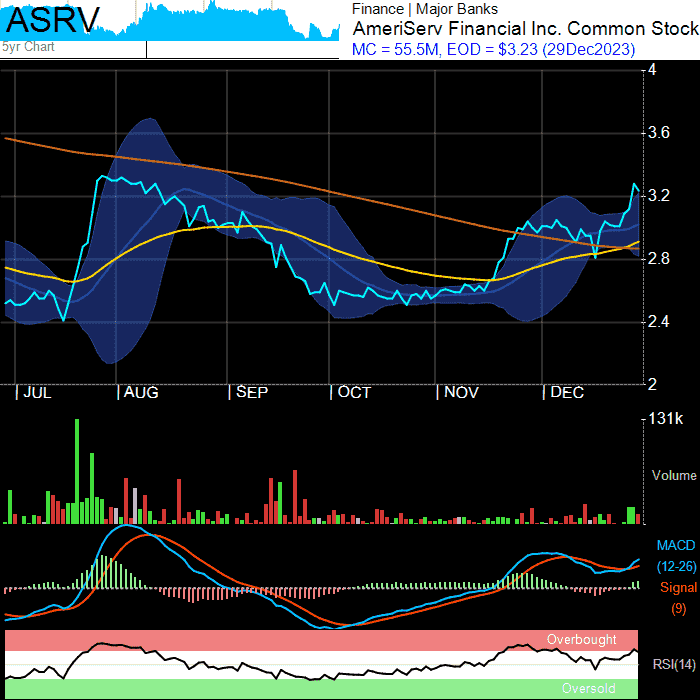 ASRV
5yr Chart
Finance | Major Banks
AmeriServ Financial Inc. Common Stock
MC = 55.5M, EOD = $3.23 (29Dec2023)
4
3.6
3.2
2.8
2.4
2
| JUL | AUG | SEP | OCT | NOV | DEC
131k
Volume
MACD
(12-26)
Signal
(9)
Overbought
RSI(14)
Oversold